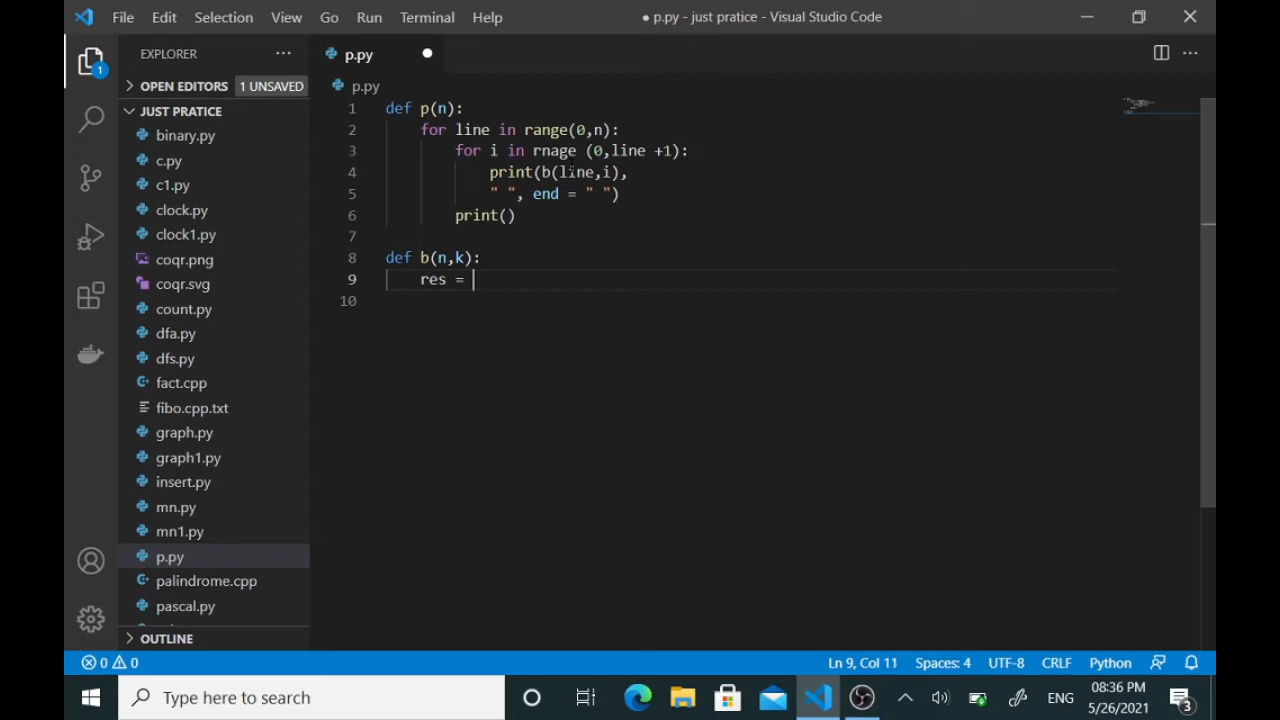 File Edit Selection View Go Run Terminal Help
● p.py - just pratice - Visual Studio Code
EXPLORER
p.py
OPEN EDITORS 1 UNSAVED
p.py
JUST PRATICE
binary.py
c.py
c1.py
clock.py
clock1.py
coqr.png
coqr.svg
count.py
dfa.py
dfs.py
fact.cpp
fibo.cpp.txt
graph.py
graph1.py
insert.py
mn.py
mn1.py
p.py
palindrome.cpp
pascal.py
OUTLINE
1 def p(n):
2 for line in range(0,n):
3 for i in rnage (0,line +1):
4 print(b(line,i),
5 " ", end = " ")
6 print()
7
8 def b(n,k):
9 res =
10
1
0 0 Ln 9, Col 11 Spaces: 4 UTF-8 CRLF Python
Type here to search
ENG
08:36 PM
5/26/2021
3